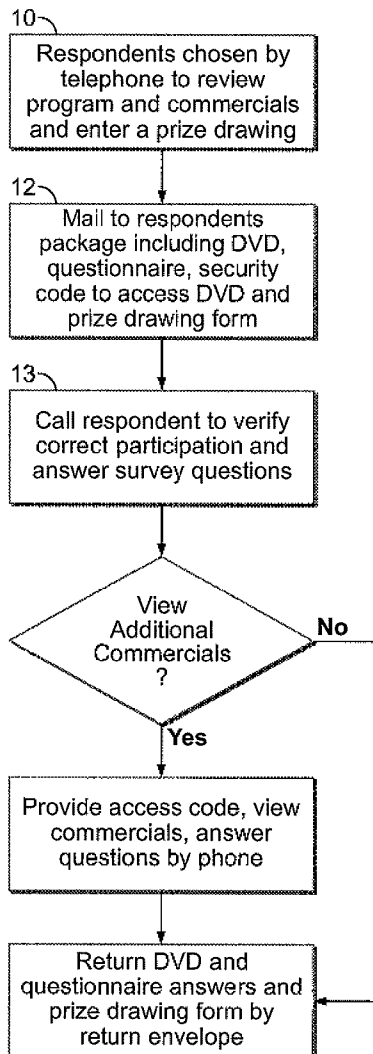 10
Respondents chosen by
telephone to review
program and commercials
and enter a prize drawing
12
Mail to respondents
package including DVD,
questionnaire, security
code to access DVD and
prize drawing form
13
Call respondent to verify
correct participation and
answer survey questions
View
Additional
Commercials
?
No
Yes
Provide access code, view
commercials, answer
questions by phone
Return DVD and
questionnaire answers and
prize drawing form by
return envelope